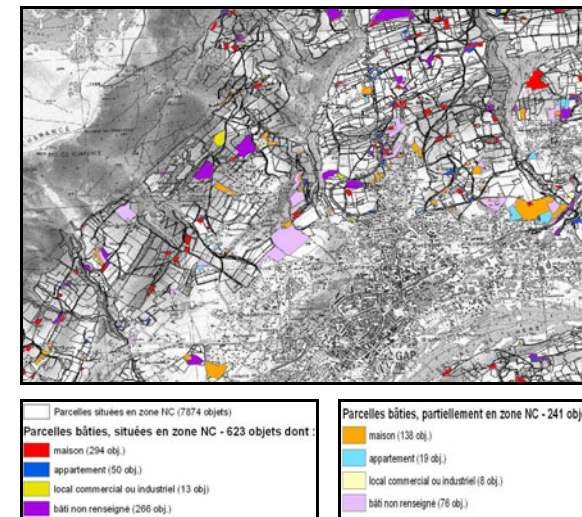 GAP
Parcelles situées en zone NC (7874 objets)
Parcelles bâties, situées en zone NC - 623 objets dont :
maison (294 obj.)
appartement (50 obj.)
local commercial ou industriel (13 obj)
bâti non renseigné (266 obj.)
Parcelles bâties, partiellement en zone NC - 241 obje
maison (138 obj.)
appartement (19 obj.)
local commercial ou industriel (8 obj.)
bâti non renseigné (76 obj.)